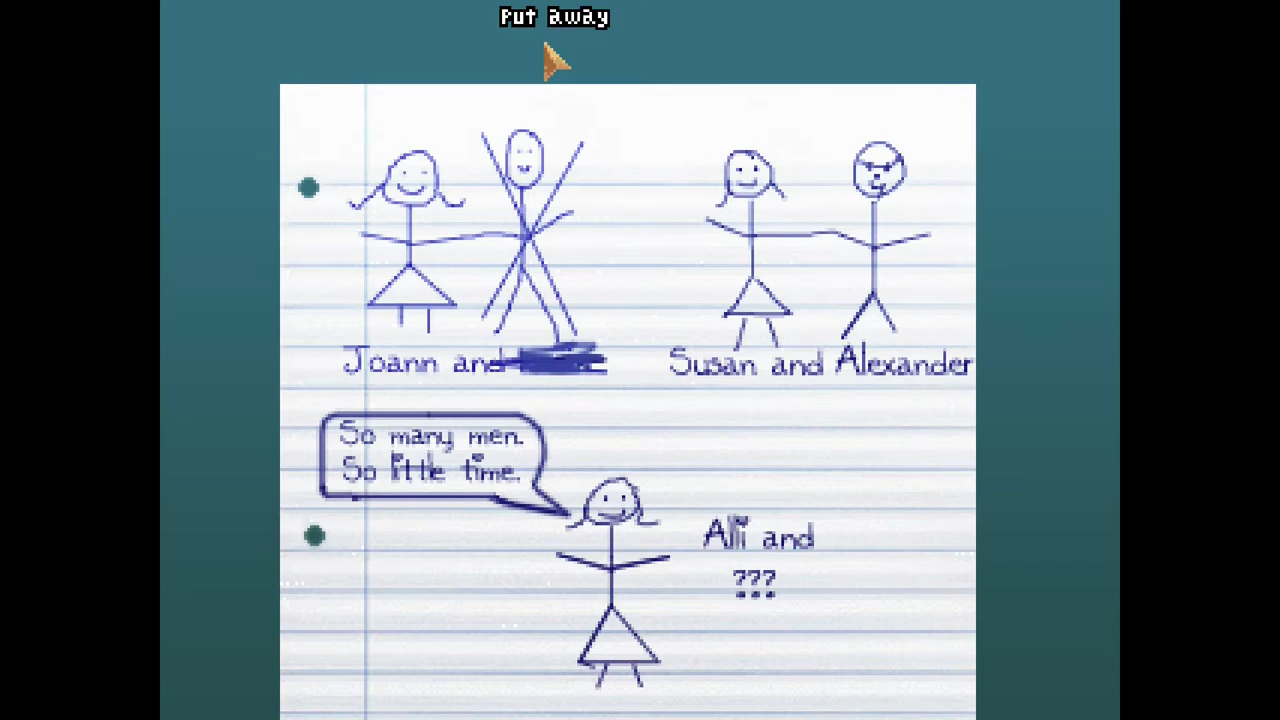 Put away
Joann and
Susan and Alexander
So many men.
So little time.
Alli and
???